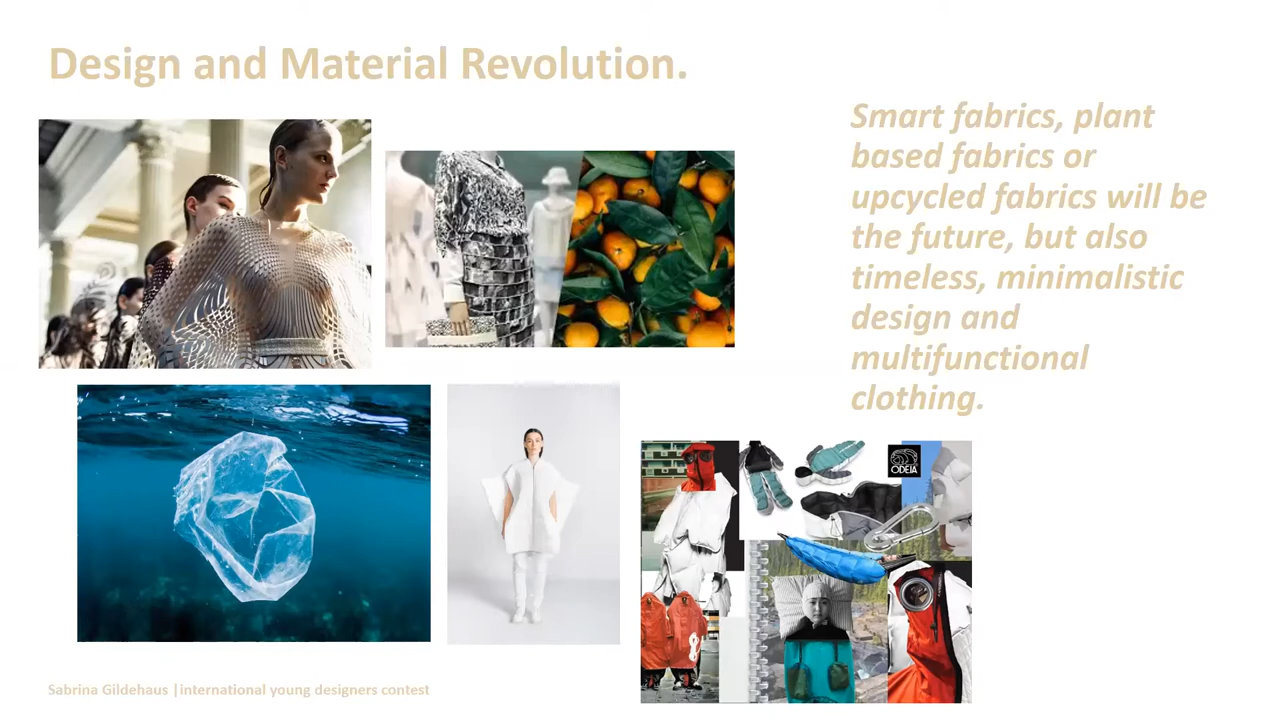 Design and Material Revolution.
Smart fabrics, plant
based fabrics or
upcycled fabrics will be
the future, but also
timeless, minimalistic
design and
multifunctional
clothing.
ODEJA
Sabrina Gildehaus |international young designers contest